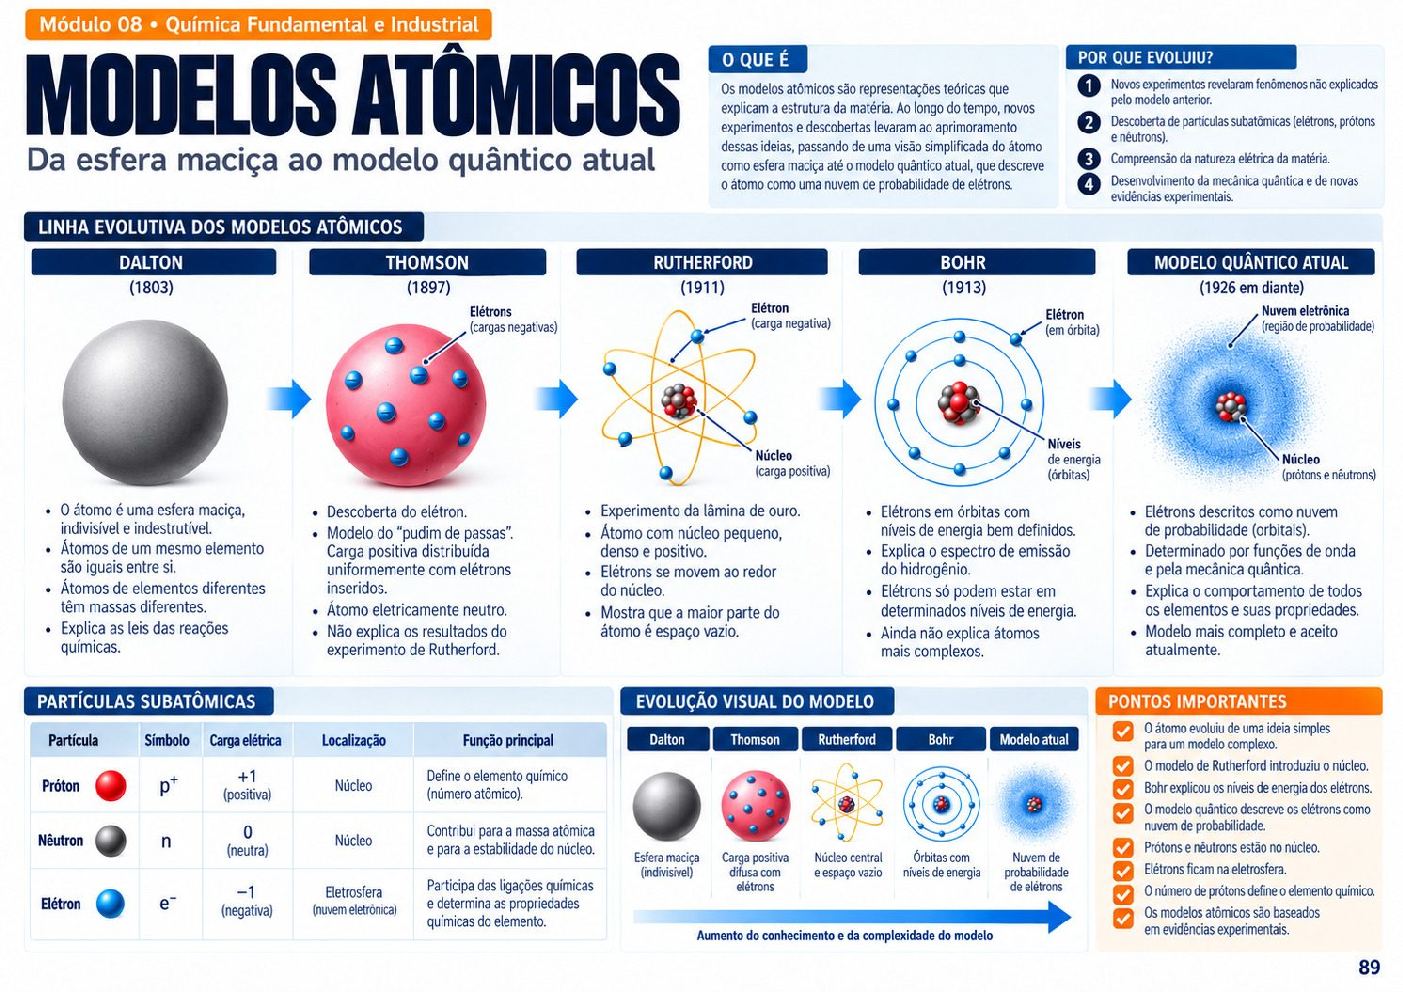 Módulo 08 • Química Fundamental e Industrial
MODELOS ATÔMICOS
Da esfera maciça ao modelo quântico atual
O QUE É
Os modelos atômicos são representações teóricas que
explicam a estrutura da matéria. Ao longo do tempo, novos
experimentos e descobertas levaram ao aprimoramento
dessas ideias, passando de uma visão simplificada do átomo
como esfera maciça até o modelo quântico atual, que descreve
o átomo como uma nuvem de probabilidade de elétrons.
POR QUE EVOLUIU?
1 Novos experimentos revelaram fenômenos não explicados
pelo modelo anterior.
2 Descoberta de partículas subatômicas (elétrons, prótons
e nêutrons).
3 Compreensão da natureza elétrica da matéria.
4 Desenvolvimento da mecânica quântica e de novas
evidências experimentais.
LINHA EVOLUTIVA DOS MODELOS ATÔMICOS
DALTON
(1803)
• O átomo é uma esfera maciça,
indivisível e indestrutível.
• Átomos de um mesmo elemento
são iguais entre si.
• Átomos de elementos diferentes
têm massas diferentes.
• Explica as leis das reações
químicas.
THOMSON
(1897)
Elétrons
(cargas negativas)
• Descoberta do elétron.
• Modelo do “pudim de passas”.
Carga positiva distribuída
uniformemente com elétrons
inseridos.
• Átomo eletricamente neutro.
• Não explica os resultados do
experimento de Rutherford.
RUTHERFORD
(1911)
Elétron
(carga negativa)
Núcleo
(carga positiva)
• Experimento da lâmina de ouro.
• Átomo com núcleo pequeno,
denso e positivo.
• Elétrons se movem ao redor
do núcleo.
• Mostra que a maior parte do
átomo é espaço vazio.
BOHR
(1913)
Elétron
(em órbita)
Níveis
de energia
(órbitas)
• Elétrons em órbitas com
níveis de energia bem definidos.
• Explica o espectro de emissão
do hidrogênio.
• Elétrons só podem estar em
determinados níveis de energia.
• Ainda não explica átomos
mais complexos.
MODELO QUÂNTICO ATUAL
(1926 em diante)
Nuvem eletrônica
(região de probabilidade)
Núcleo
(prótons e nêutrons)
• Elétrons descritos como nuvem
de probabilidade (orbitais).
• Determinado por funções de onda
e pela mecânica quântica.
• Explica o comportamento de todos
os elementos e suas propriedades.
• Modelo mais completo e aceito
atualmente.
PARTÍCULAS SUBATÔMICAS
Partícula Símbolo Carga elétrica Localização Função principal
Próton p⁺ +1 (positiva) Núcleo Define o elemento químico
(número atômico).
Nêutron n 0 (neutra) Núcleo Contribui para a massa atômica
e para a estabilidade do núcleo.
Elétron e⁻ −1 (negativa) Eletrosfera (nuvem eletrônica) Participa das ligações químicas
e determina as propriedades
químicas do elemento.
EVOLUÇÃO VISUAL DO MODELO
Dalton Thomson Rutherford Bohr Modelo atual
Esfera maciça
(indivisível)
Carga positiva
difusa com
elétrons
Núcleo central
e espaço vazio
Órbitas com
níveis de energia
Nuvem de
probabilidade
de elétrons
Aumento do conhecimento e da complexidade do modelo
PONTOS IMPORTANTES
O átomo evoluiu de uma ideia simples
para um modelo complexo.
O modelo de Rutherford introduziu o núcleo.
Bohr explicou os níveis de energia dos elétrons.
O modelo quântico descreve os elétrons como
nuvem de probabilidade.
Prótons e nêutrons estão no núcleo.
Elétrons ficam na eletrosfera.
O número de prótons define o elemento químico.
Os modelos atômicos são baseados
em evidências experimentais.
89